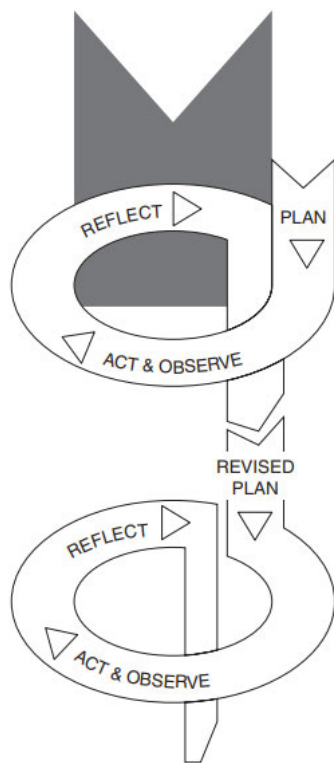 REFLECT
PLAN
ACT & OBSERVE
REVISED
PLAN
REFLECT
ACT & OBSERVE